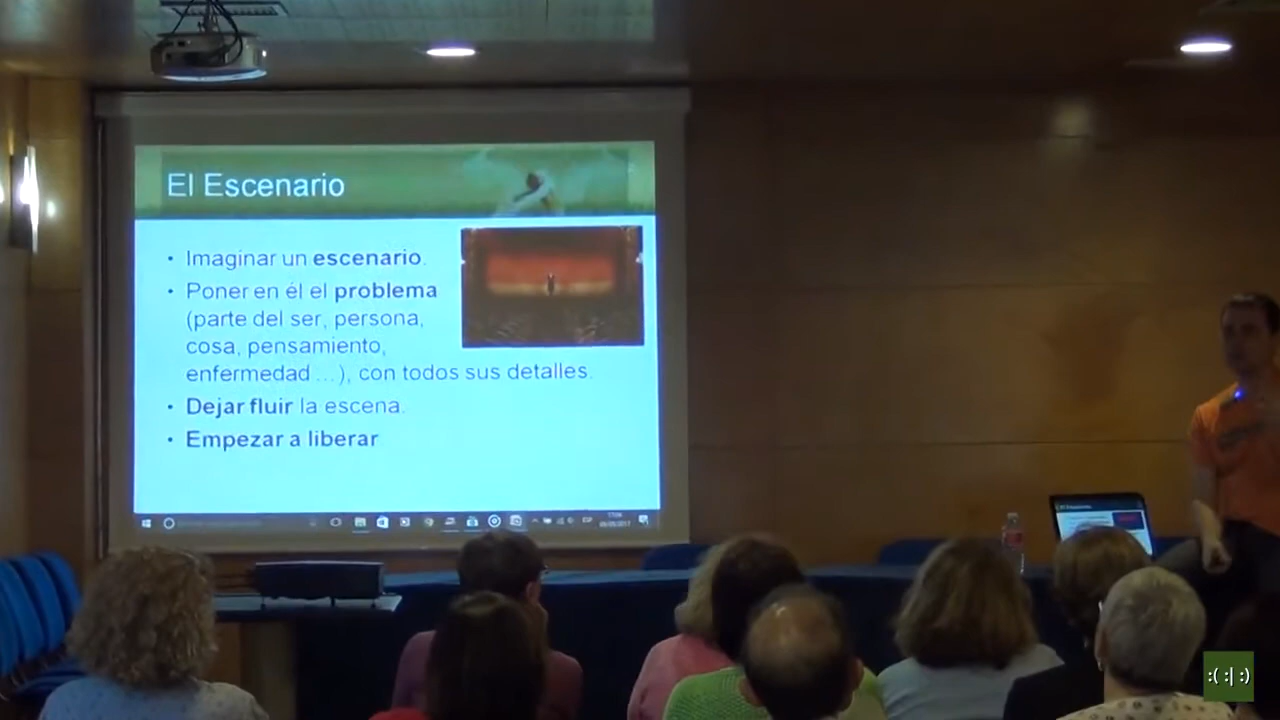 El Escenario
• Imaginar un escenario.
• Poner en él el problema
(parte del ser, persona,
cosa, pensamiento,
enfermedad ...), con todos sus detalles.
• Dejar fluir la escena.
• Empezar a liberar
:( :| :)